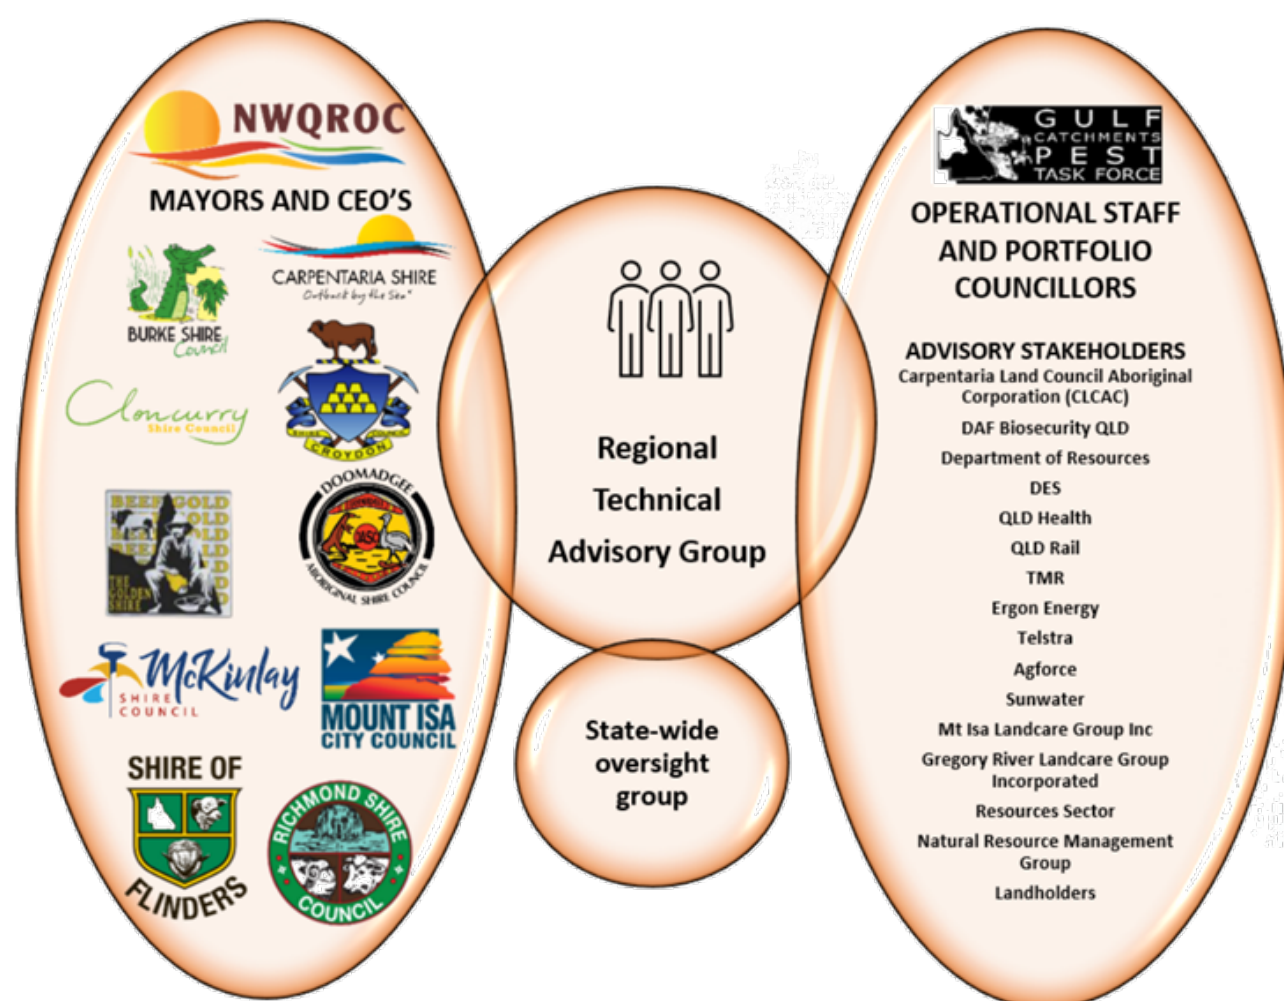 NWQROC
MAYORS AND CEO'S
BURKE SHIRE
Council
CARPENTARIA SHIRE
Outback by the Sea
Cloncurry
Shire Council
SHIRE COUNCIL
CROYDON
BEEF GOLD
THE
GOLDEN
SHIRE
DOOMADGEE
DASC
ABORIGINAL SHIRE COUNCIL
McKinlay
SHIRE
COUNCIL
MOUNT ISA
CITY COUNCIL
SHIRE OF
FLINDERS
RICHMOND SHIRE
COUNCIL
Regional
Technical
Advisory Group
State-wide
oversight
group
GULF
CATCHMENTS
PEST
TASK FORCE
OPERATIONAL STAFF
AND PORTFOLIO
COUNCILLORS
ADVISORY STAKEHOLDERS
Carpentaria Land Council Aboriginal
Corporation (CLCAC)
DAF Biosecurity QLD
Department of Resources
DES
QLD Health
QLD Rail
TMR
Ergon Energy
Telstra
Agforce
Sunwater
Mt Isa Landcare Group Inc
Gregory River Landcare Group
Incorporated
Resources Sector
Natural Resource Management
Group
Landholders